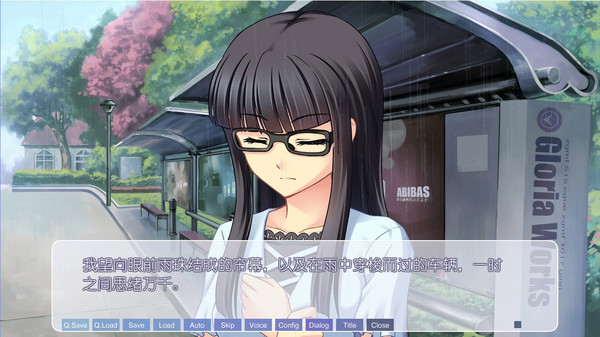 ABIBAS
Gloria Works
我望向眼前雨珠结成的帘幕，以及在雨中穿梭而过的车辆，一时
之间思绪万千。
Q.Save Q.Load Save Load Auto Skip Voice Config Dialog Title Close